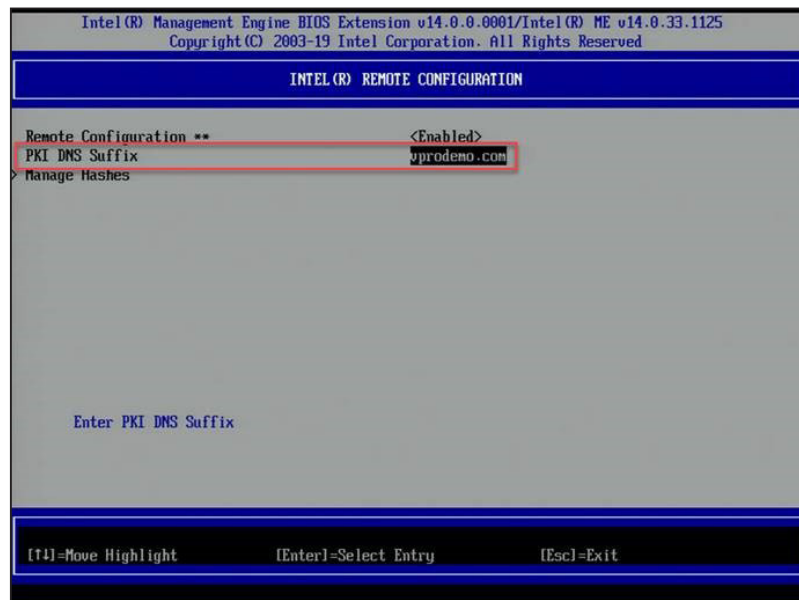 Intel(R) Management Engine BIOS Extension v14.0.0.0001/Intel(R) ME v14.0.33.1125
Copyright(C) 2003-19 Intel Corporation. All Rights Reserved
INTEL(R) REMOTE CONFIGURATION
Remote Configuration ** <Enabled>
PKI DNS Suffix vprodemo.com
> Manage Hashes
Enter PKI DNS Suffix
[↑↓]=Move Highlight [Enter]=Select Entry [Esc]=Exit